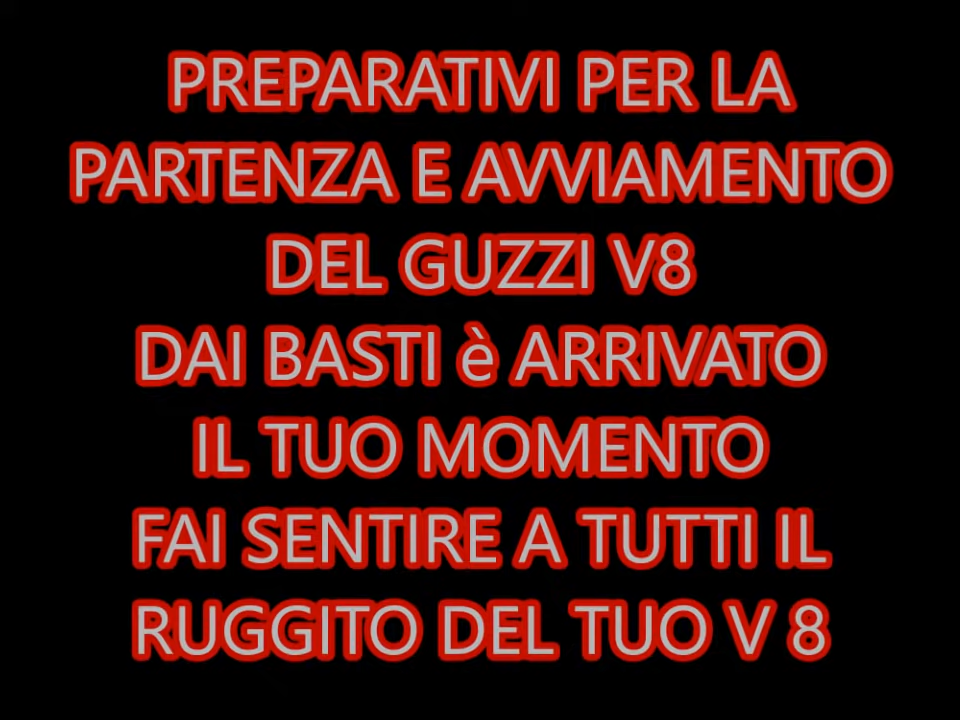 PREPARATIVI PER LA
PARTENZA E AVVIAMENTO
DEL GUZZI V8
DAI BASTI è ARRIVATO
IL TUO MOMENTO
FAI SENTIRE A TUTTI IL
RUGGITO DEL TUO V 8